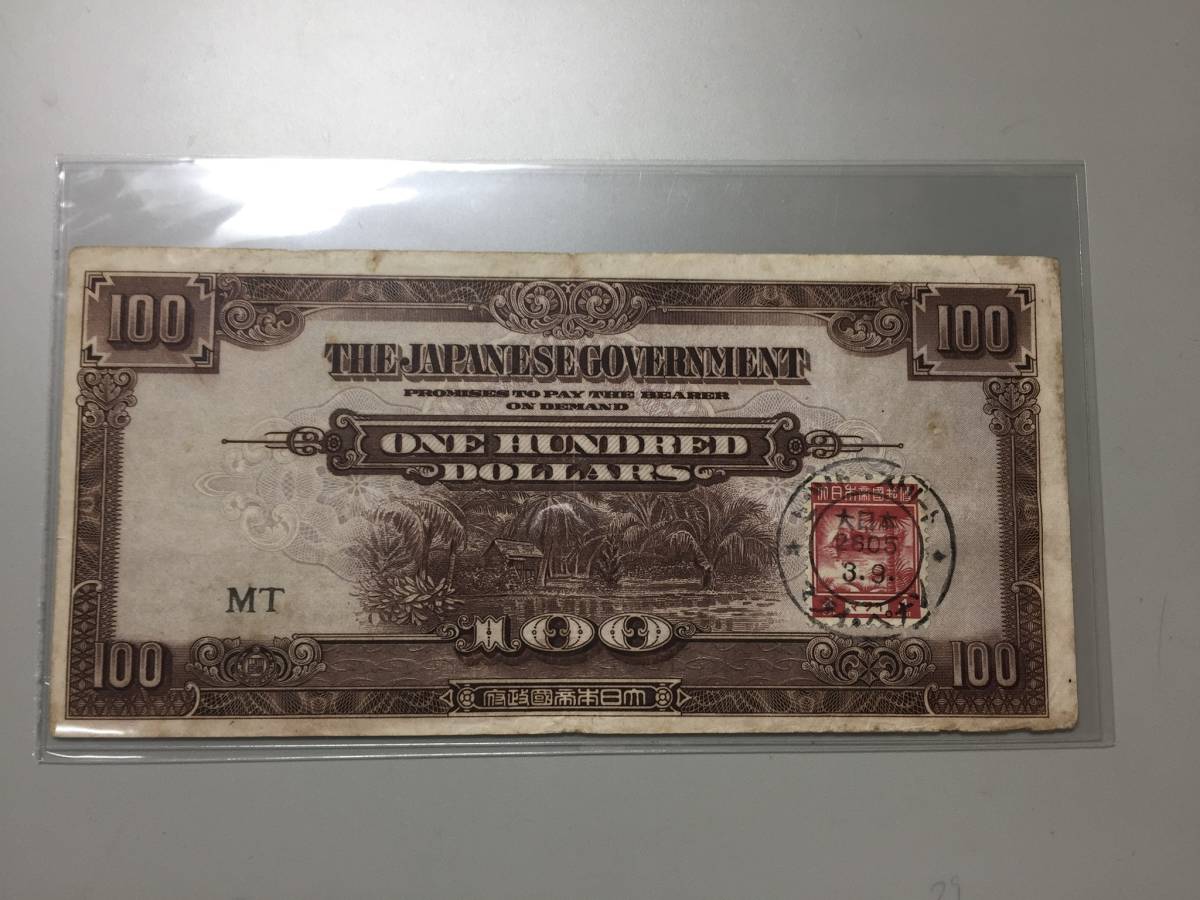 100
100
THE JAPANESE GOVERNMENT
PROMISES TO PAY THE BEARER
ON DEMAND
ONE HUNDRED
DOLLARS
大日本
2605
3.9.
MT
100
100
100
府政國帝本日大